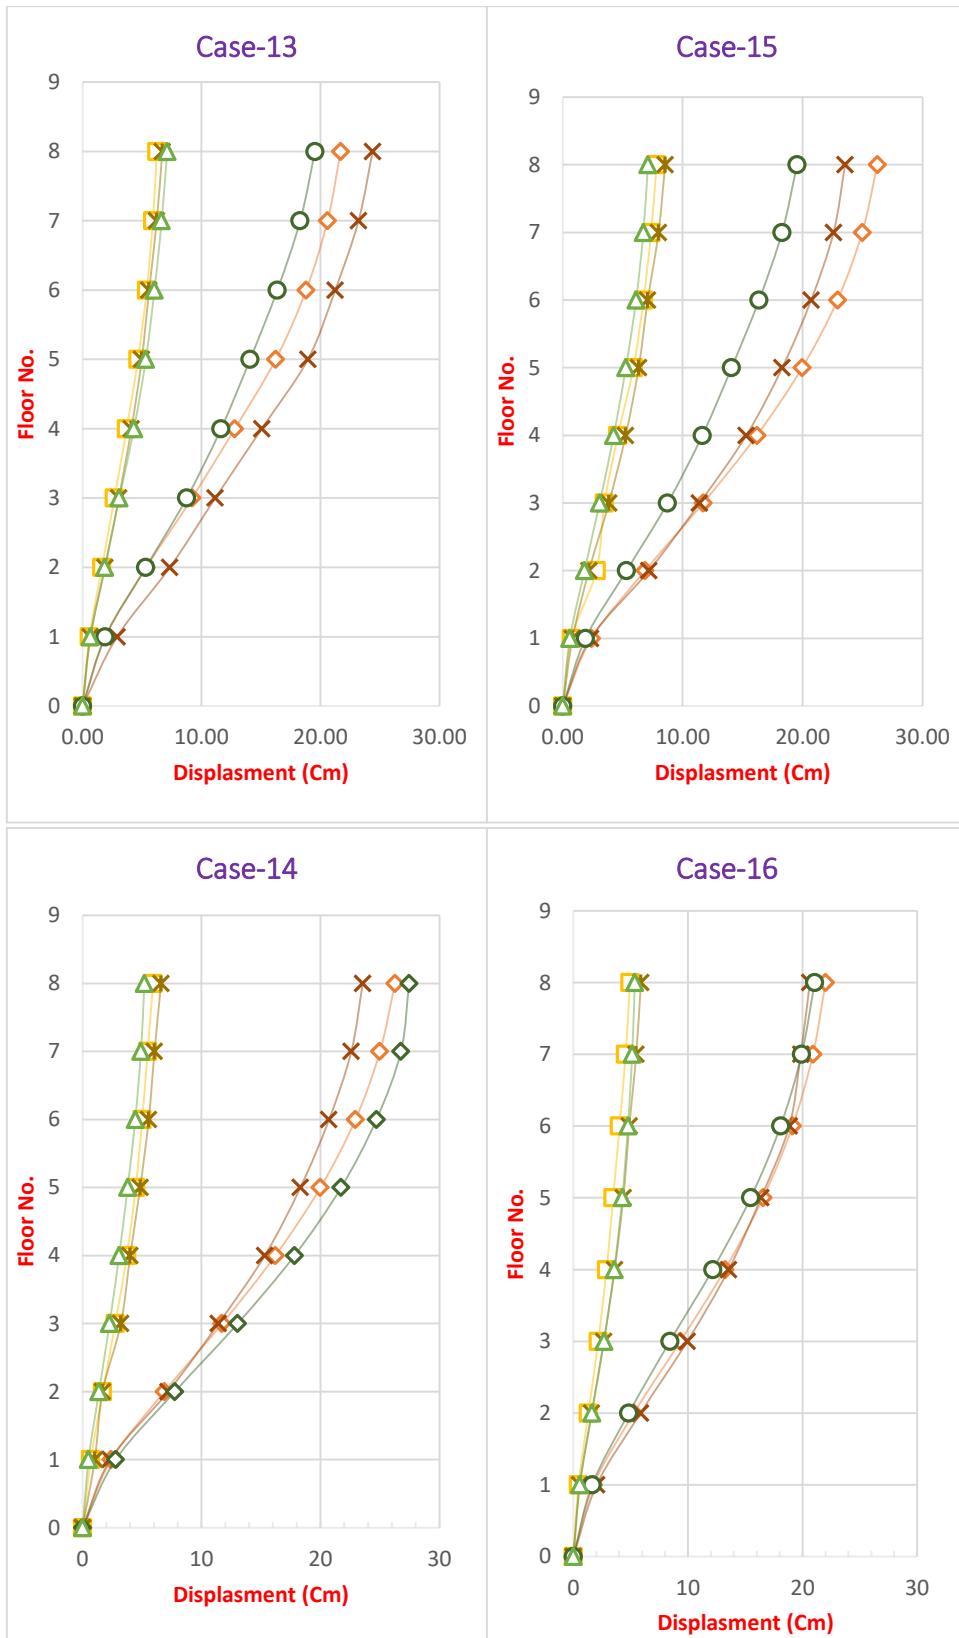 Case-13
9
8
7
6
5
4
3
2
1
0
Floor No.
0.00 10.00 20.00 30.00
Displasment (Cm)
Case-15
9
8
7
6
5
4
3
2
1
0
Floor No.
0.00 10.00 20.00 30.00
Displasment (Cm)
Case-14
9
8
7
6
5
4
3
2
1
0
Floor No.
0 10 20 30
Displasment (Cm)
Case-16
9
8
7
6
5
4
3
2
1
0
Floor No.
0 10 20 30
Displasment (Cm)